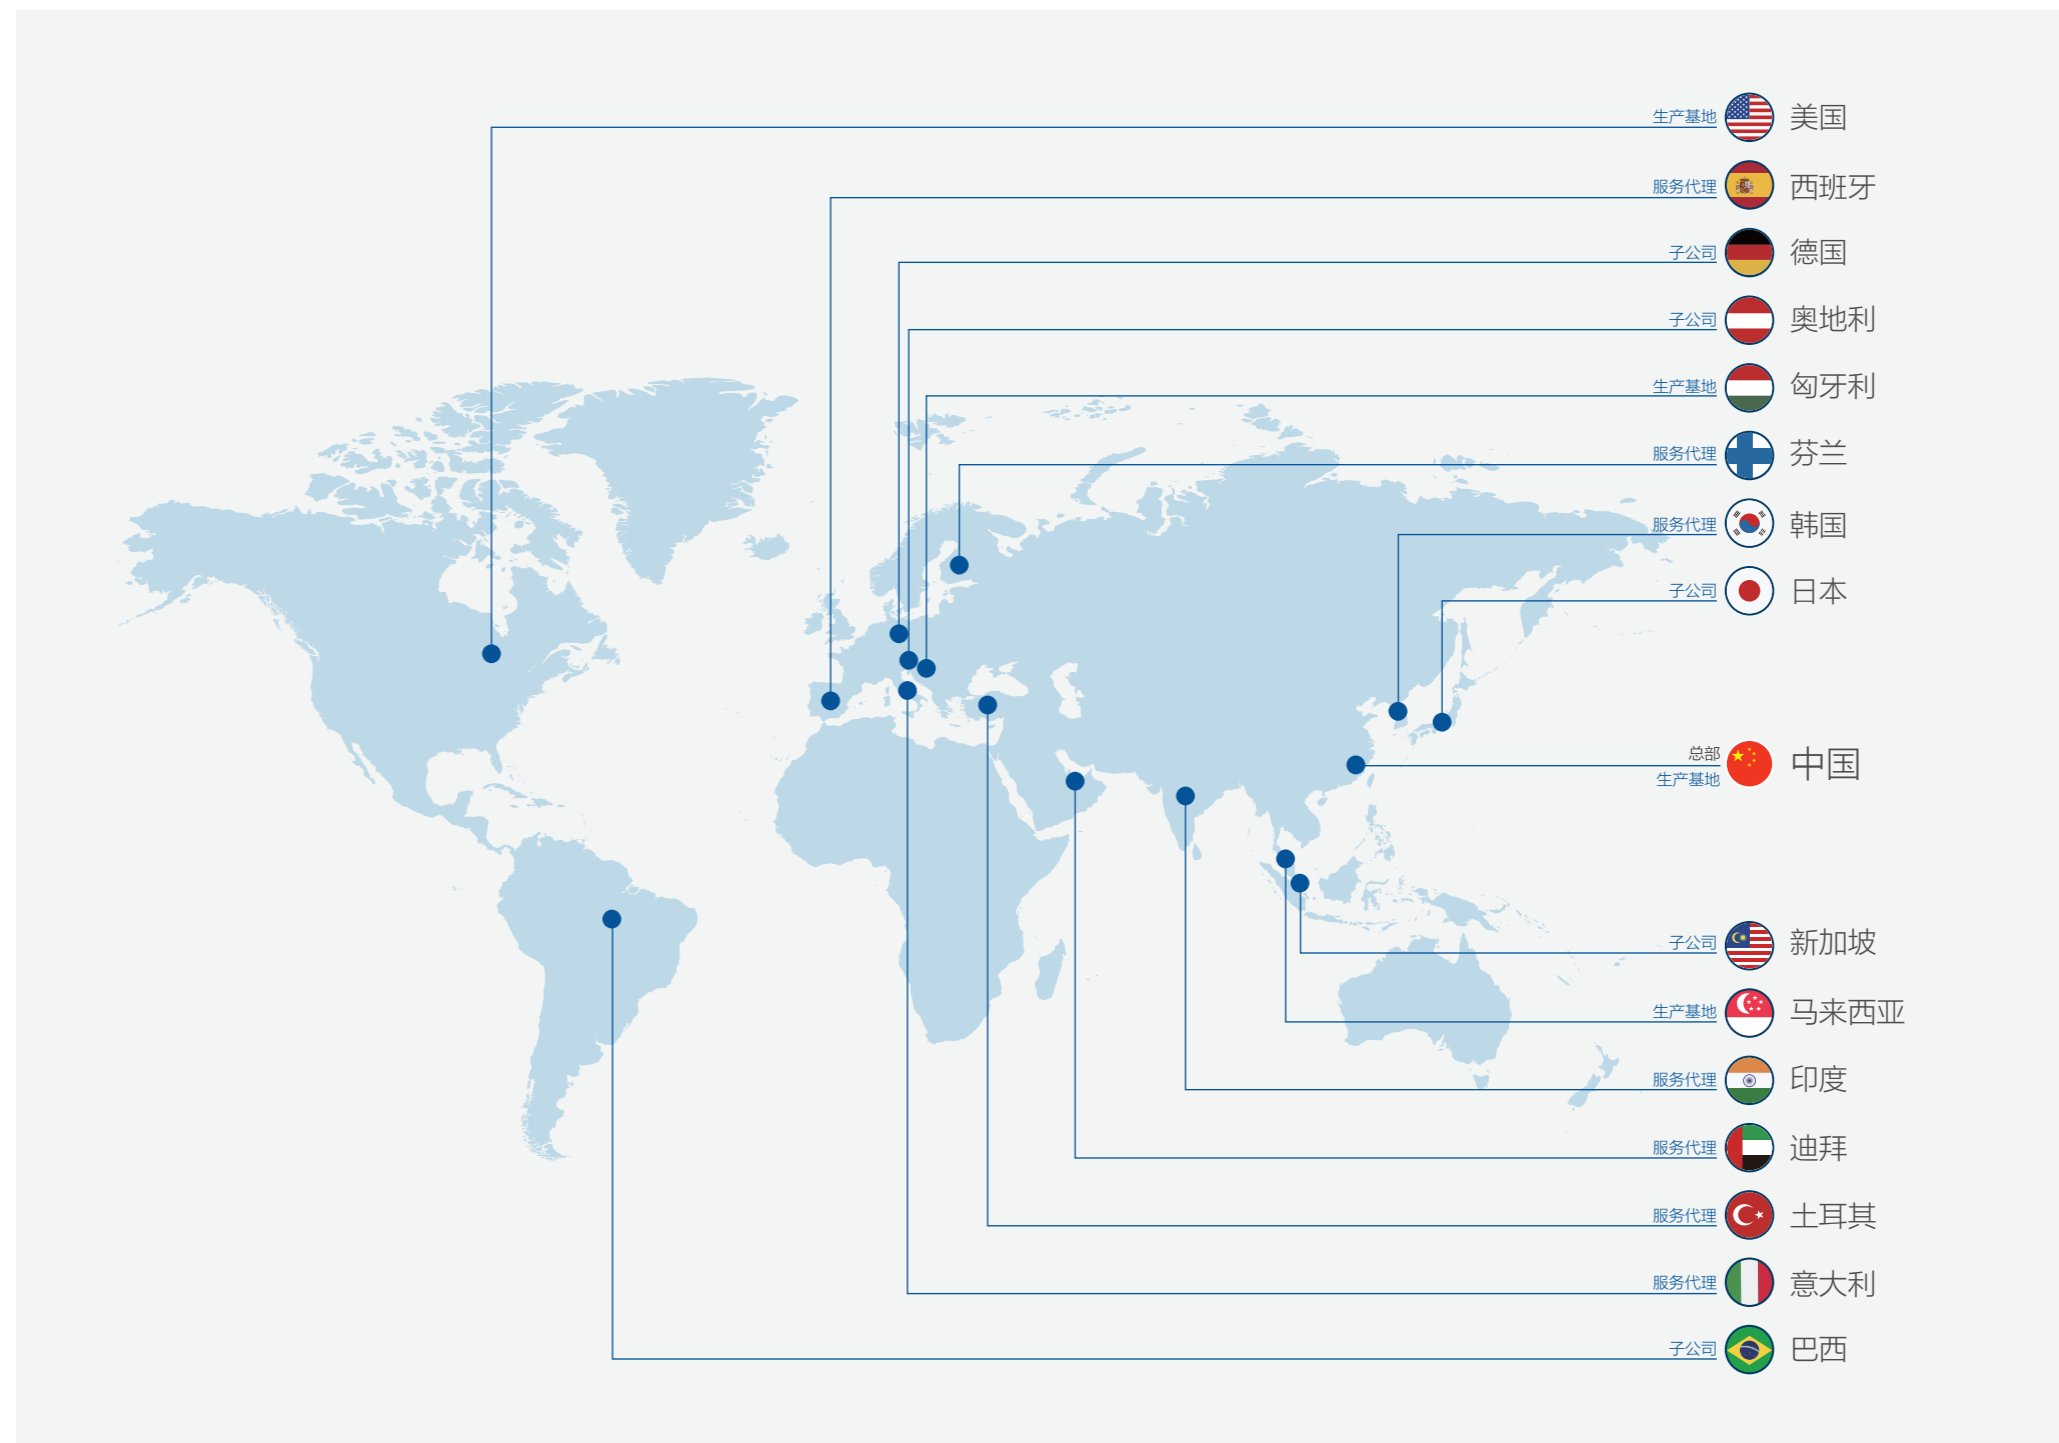 生产基地 美国
服务代理 西班牙
子公司 德国
子公司 奥地利
生产基地 匈牙利
服务代理 芬兰
服务代理 韩国
子公司 日本
总部
生产基地 中国
子公司 新加坡
生产基地 马来西亚
服务代理 印度
服务代理 迪拜
服务代理 土耳其
服务代理 意大利
子公司 巴西